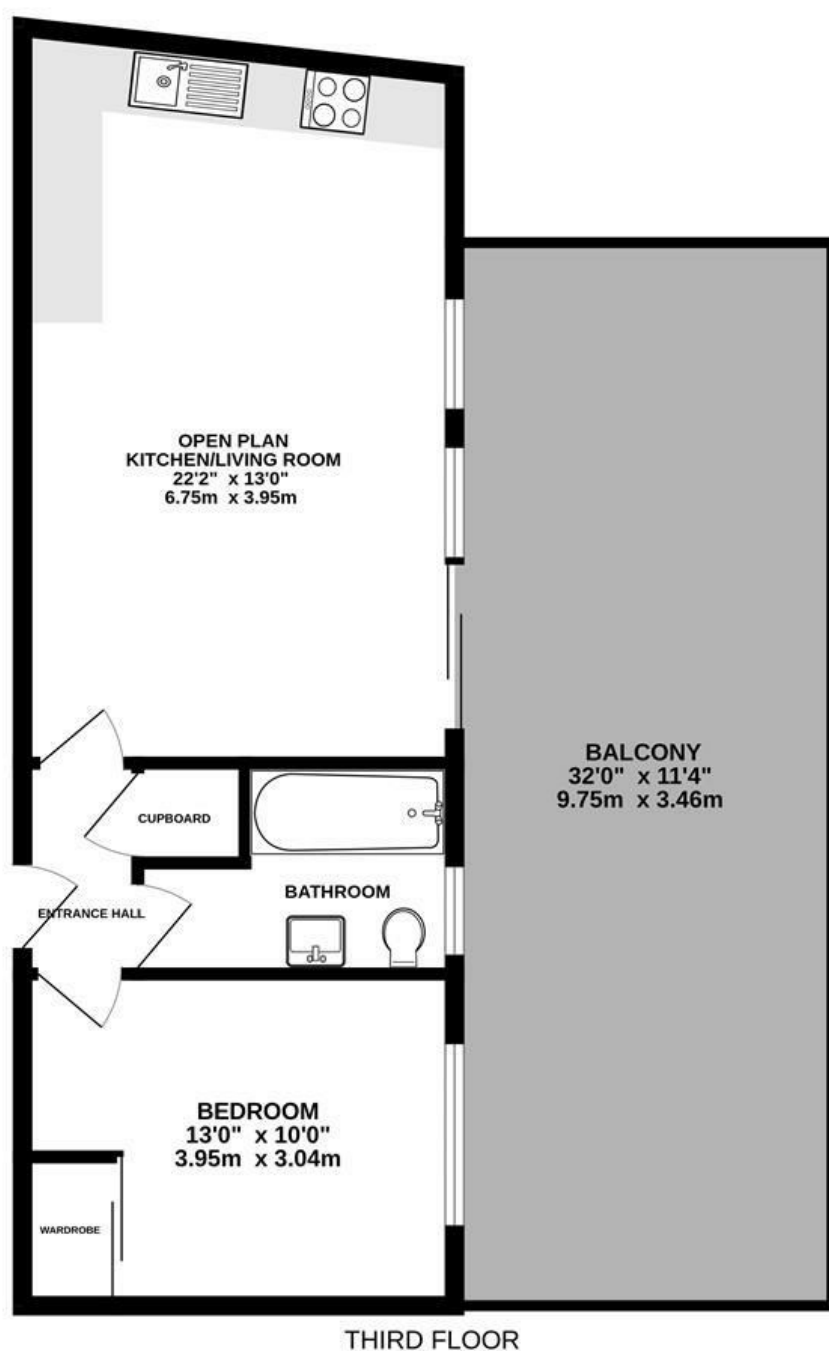 OPEN PLAN
KITCHEN/LIVING ROOM
22'2" x 13'0"
6.75m x 3.95m
BALCONY
32'0" x 11'4"
9.75m x 3.46m
CUPBOARD
BATHROOM
ENTRANCE HALL
BEDROOM
13'0" x 10'0"
3.95m x 3.04m
WARDROBE
THIRD FLOOR